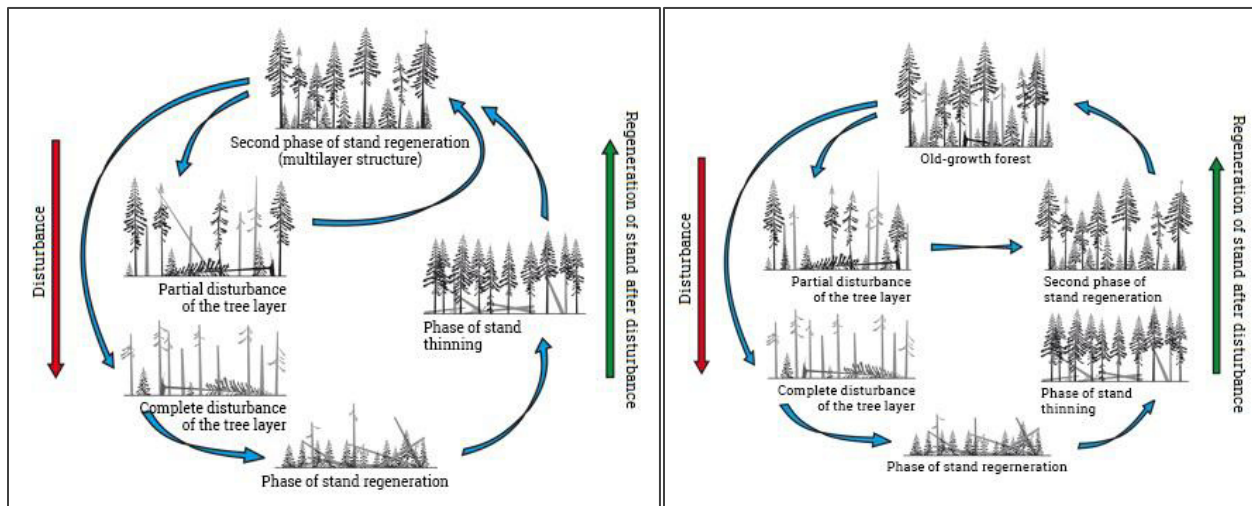 Second phase of stand regeneration
(multilayer structure)
Disturbance
Partial disturbance
of the tree layer
Phase of stand
thinning
Regeneration of stand after disturbance
Complete disturbance
of the tree layer
Phase of stand regeneration
Old-growth forest
Disturbance
Partial disturbance
of the tree layer
Second phase of
stand regeneration
Regeneration of stand after disturbance
Complete disturbance
of the tree layer
Phase of stand
thinning
Phase of stand regerneration